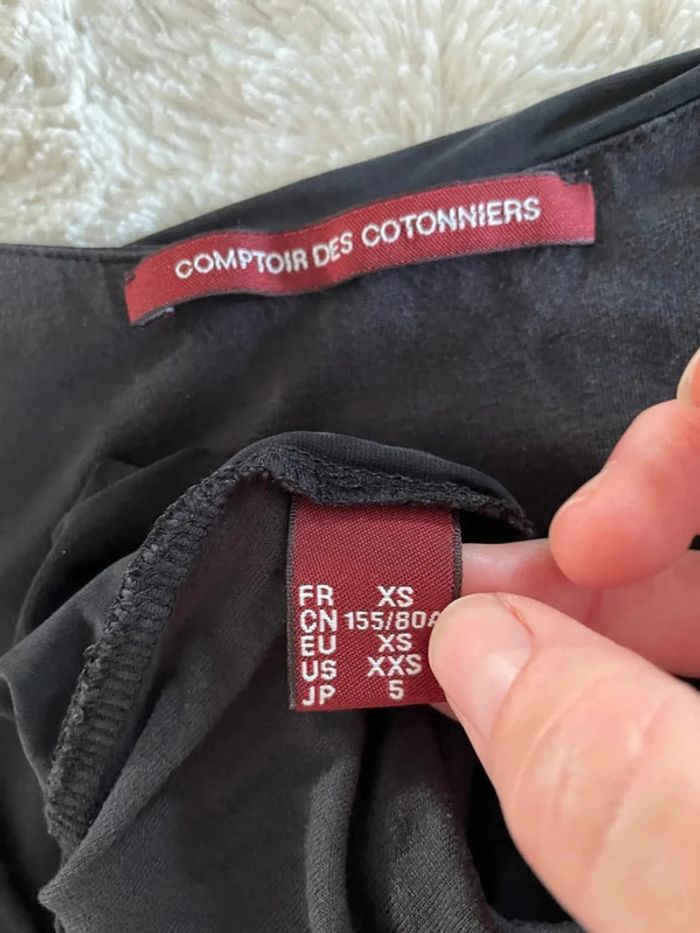 COMPTOIR DES COTONNIERS
FR XS
CN 155/80A
EU XS
US XXS
JP 5